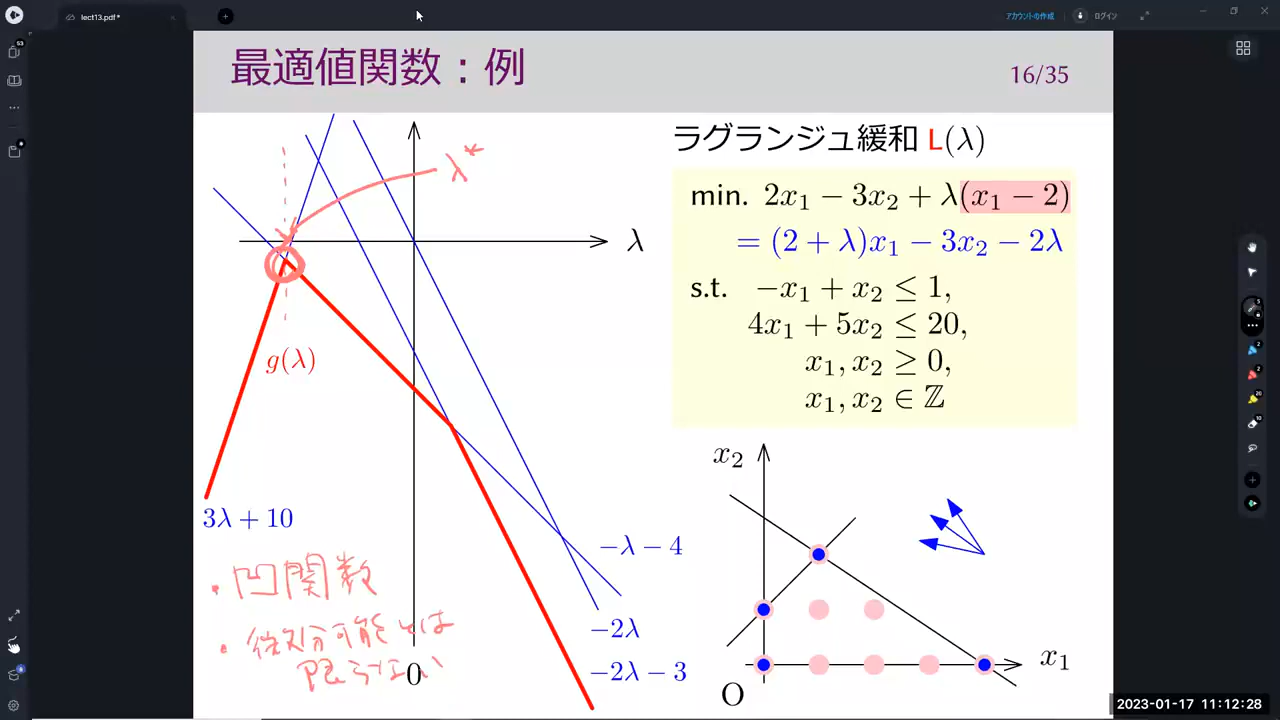 lect13.pdf*
アカウントの作成
ログイン
最適値関数：例
16/35
λ*
λ
g(λ)
3λ + 10
−λ − 4
−2λ
−2λ − 3
0
・凹関数
・微分可能とは
限らない
ラグランジュ緩和 L(λ)
min. 2x₁ − 3x₂ + λ(x₁ − 2)
= (2 + λ)x₁ − 3x₂ − 2λ
s.t. −x₁ + x₂ ≤ 1,
4x₁ + 5x₂ ≤ 20,
x₁, x₂ ≥ 0,
x₁, x₂ ∈ ℤ
x₂
x₁
O
2023-01-17 11:12:28